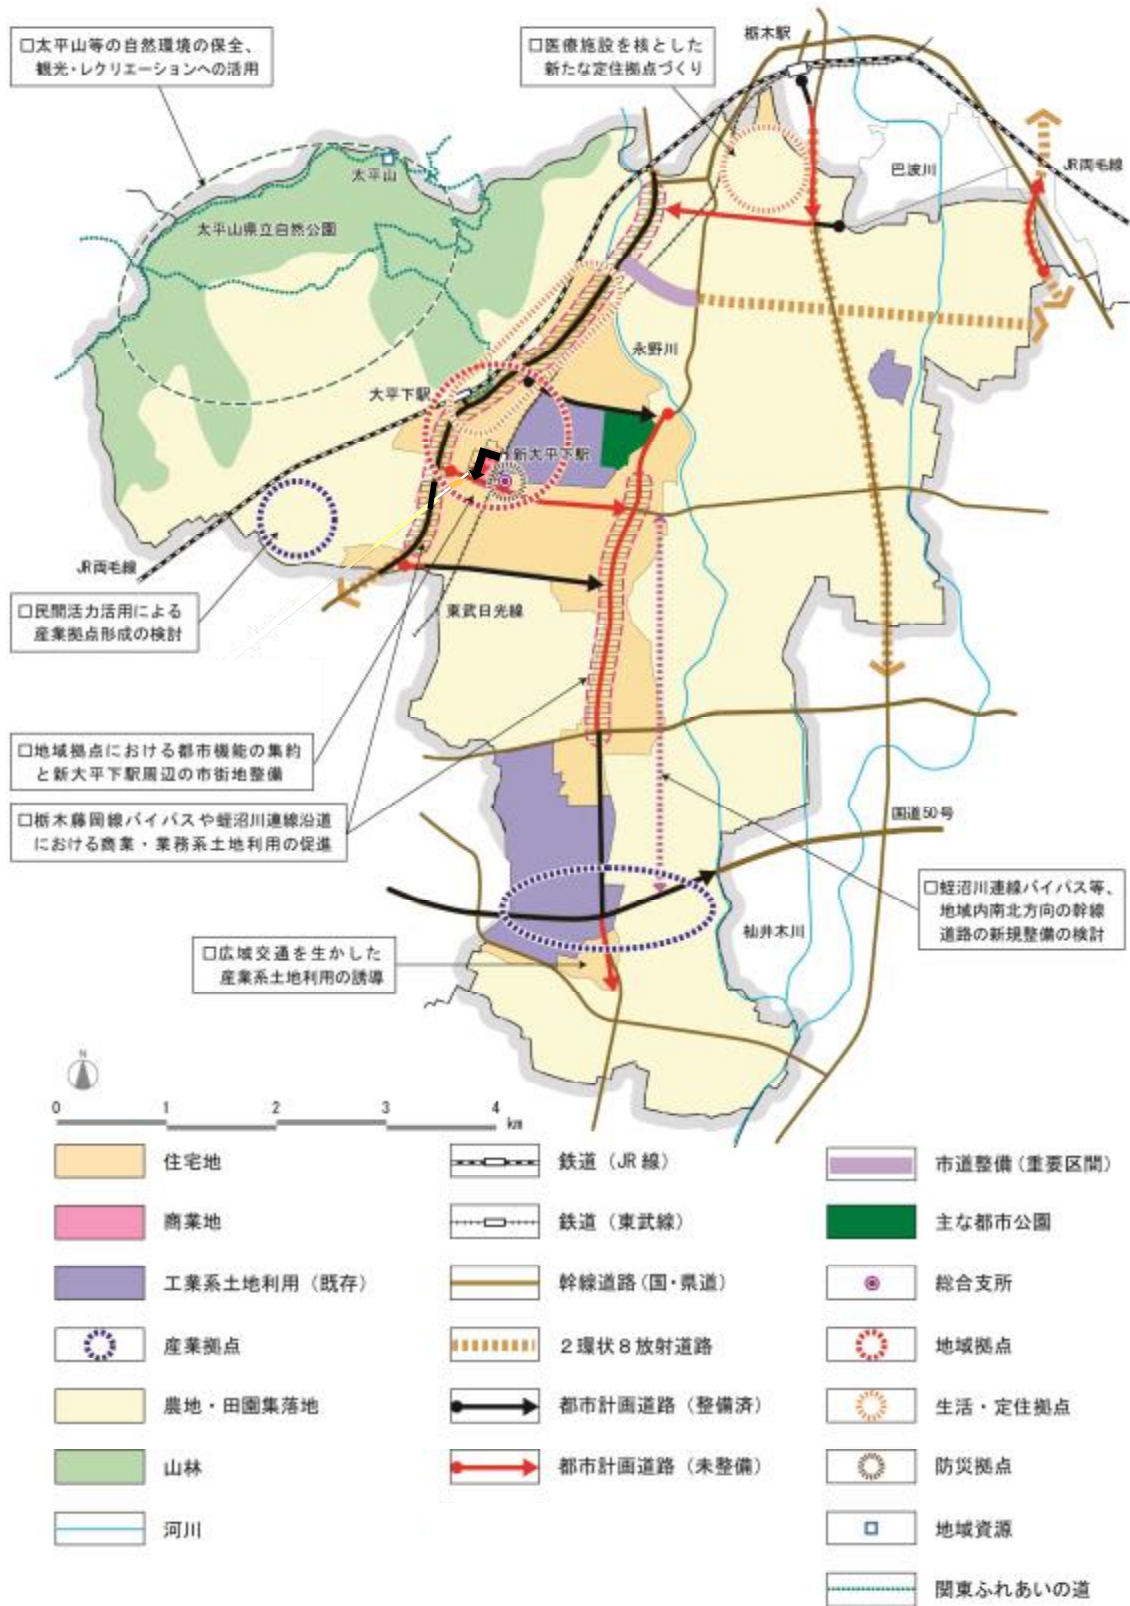 □太平山等の自然環境の保全、
観光・レクリエーションへの活用
□医療施設を核とした
新たな定住拠点づくり
栃木駅
JR両毛線
巴波川
太平山
太平山県立自然公園
永野川
大平下駅
新大平下駅
JR両毛線
東武日光線
□民間活力活用による
産業拠点形成の検討
□地域拠点における都市機能の集約
と新大平下駅周辺の市街地整備
□栃木藤岡線バイパスや蛭沼川連線沿道
における商業・業務系土地利用の促進
国道50号
□蛭沼川連線バイパス等、
地域内南北方向の幹線
道路の新規整備の検討
杣井木川
□広域交通を生かした
産業系土地利用の誘導
N
0 1 2 3 4
km
住宅地
商業地
工業系土地利用（既存）
産業拠点
農地・田園集落地
山林
河川
鉄道（JR線）
鉄道（東武線）
幹線道路（国・県道）
２環状８放射道路
都市計画道路（整備済）
都市計画道路（未整備）
市道整備（重要区間）
主な都市公園
総合支所
地域拠点
生活・定住拠点
防災拠点
地域資源
関東ふれあいの道